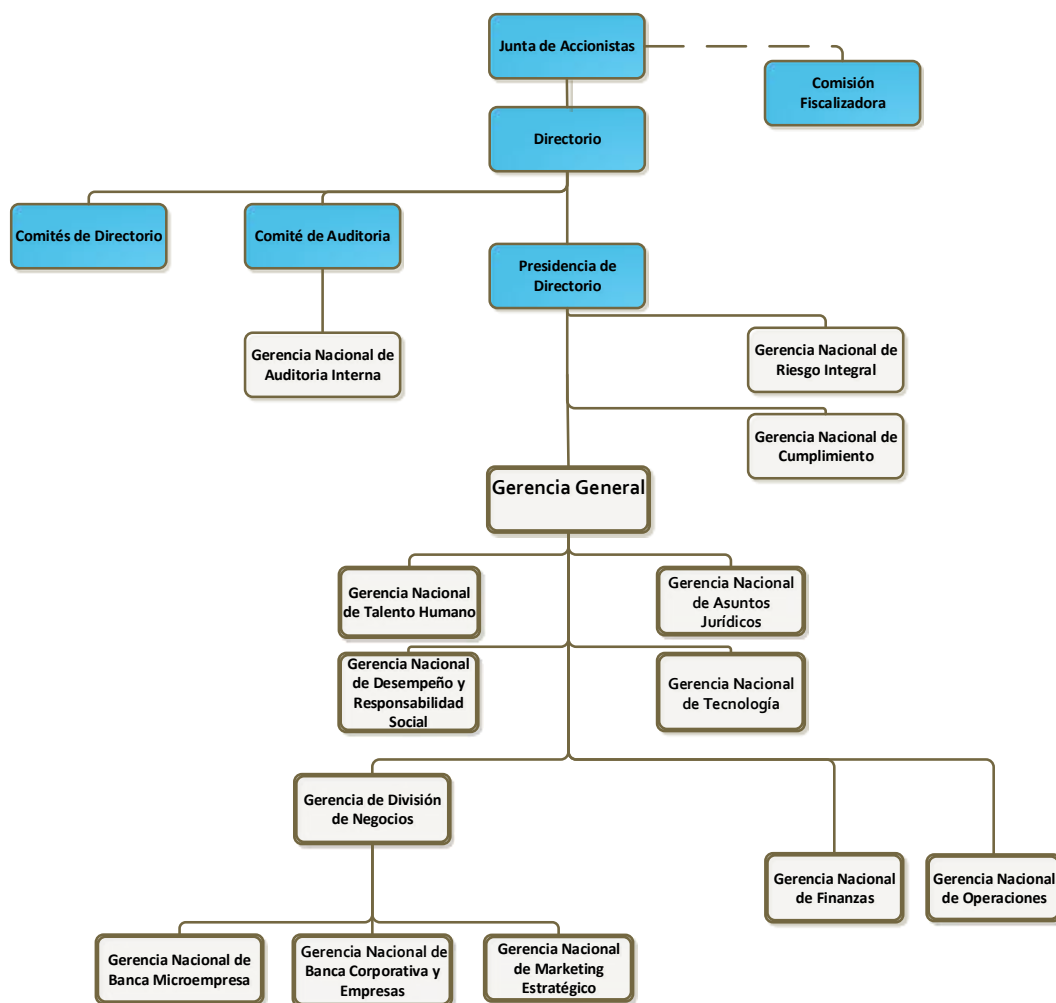 Junta de Accionistas
Comisión
Fiscalizadora
Directorio
Comités de Directorio
Comité de Auditoria
Presidencia de
Directorio
Gerencia Nacional de
Auditoria Interna
Gerencia Nacional de
Riesgo Integral
Gerencia Nacional de
Cumplimiento
Gerencia General
Gerencia Nacional
de Talento Humano
Gerencia Nacional
de Asuntos
Jurídicos
Gerencia Nacional
de Desempeño y
Responsabilidad
Social
Gerencia Nacional
de Tecnología
Gerencia de División
de Negocios
Gerencia Nacional
de Finanzas
Gerencia Nacional
de Operaciones
Gerencia Nacional de
Banca Microempresa
Gerencia Nacional de
Banca Corporativa y
Empresas
Gerencia Nacional
de Marketing
Estratégico